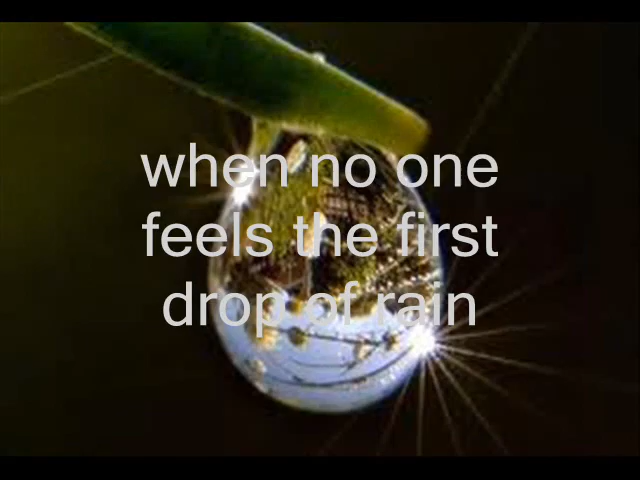 when no one
feels the first
drop of rain